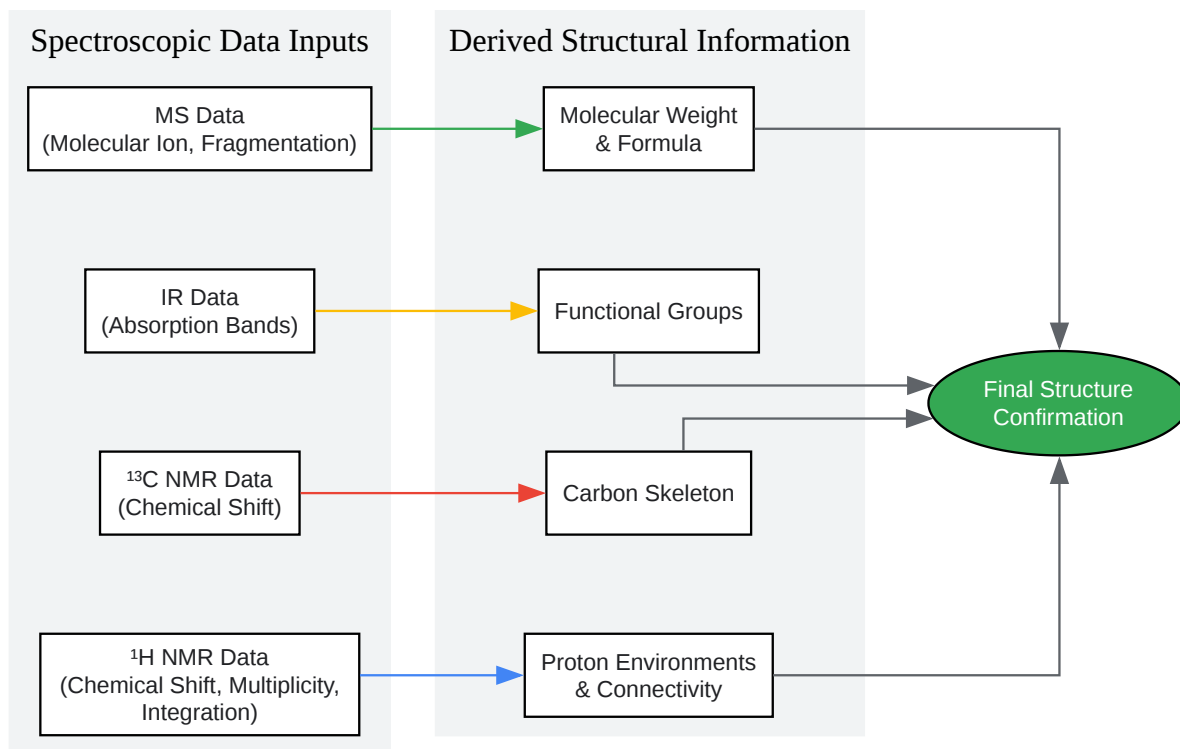 Spectroscopic Data Inputs
Derived Structural Information
MS Data
(Molecular Ion, Fragmentation)
Molecular Weight
& Formula
IR Data
(Absorption Bands)
Functional Groups
Final Structure
Confirmation
¹³C NMR Data
(Chemical Shift)
Carbon Skeleton
¹H NMR Data
(Chemical Shift, Multiplicity,
Integration)
Proton Environments
& Connectivity